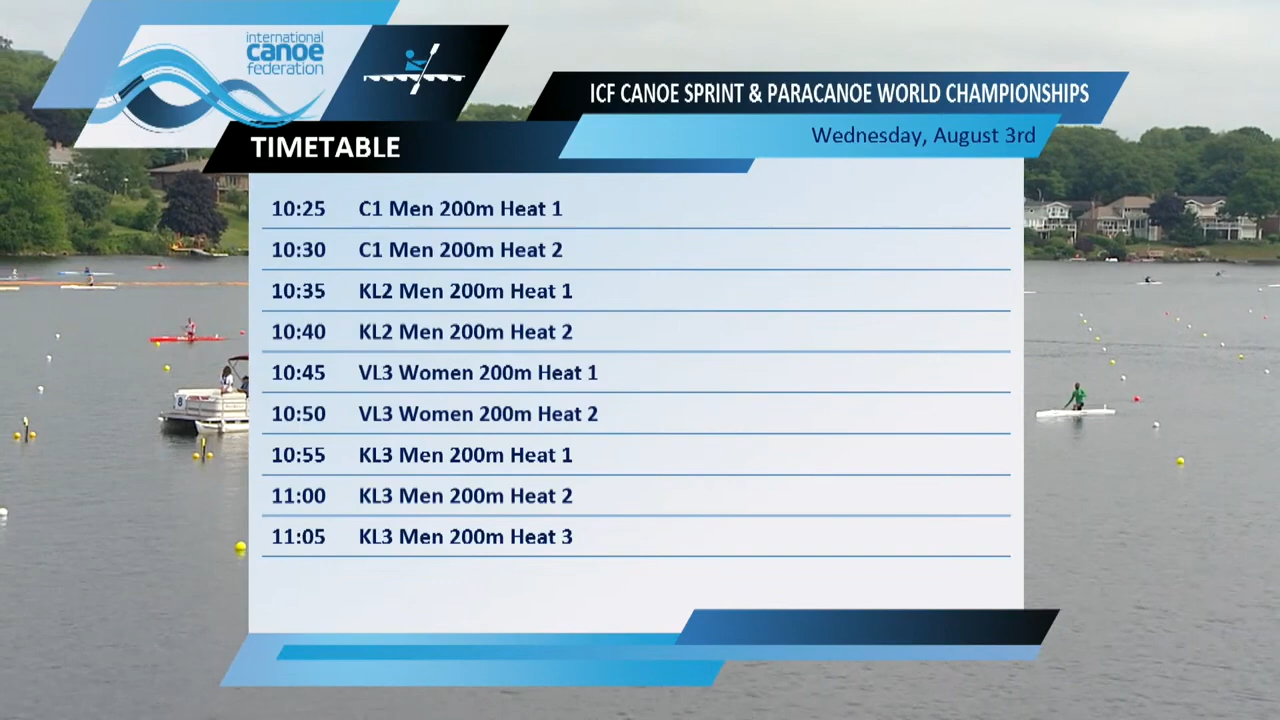 international
canoe
federation
ICF CANOE SPRINT & PARACANOE WORLD CHAMPIONSHIPS
Wednesday, August 3rd
TIMETABLE
10:25 C1 Men 200m Heat 1
10:30 C1 Men 200m Heat 2
10:35 KL2 Men 200m Heat 1
10:40 KL2 Men 200m Heat 2
10:45 VL3 Women 200m Heat 1
10:50 VL3 Women 200m Heat 2
10:55 KL3 Men 200m Heat 1
11:00 KL3 Men 200m Heat 2
11:05 KL3 Men 200m Heat 3
8